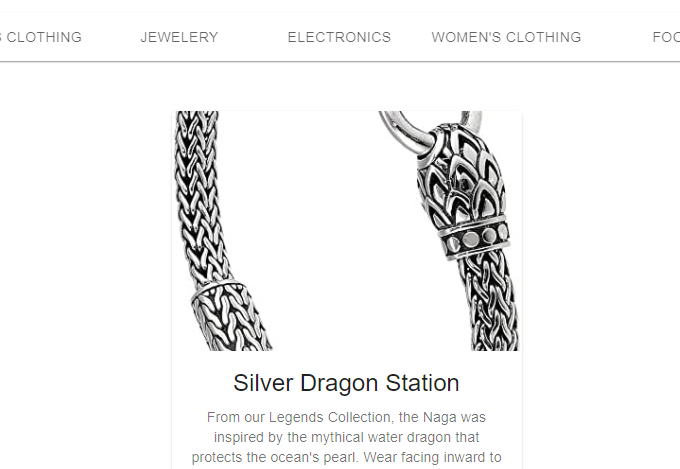 S CLOTHING JEWELERY ELECTRONICS WOMEN'S CLOTHING FOO
Silver Dragon Station
From our Legends Collection, the Naga was
inspired by the mythical water dragon that
protects the ocean's pearl. Wear facing inward to